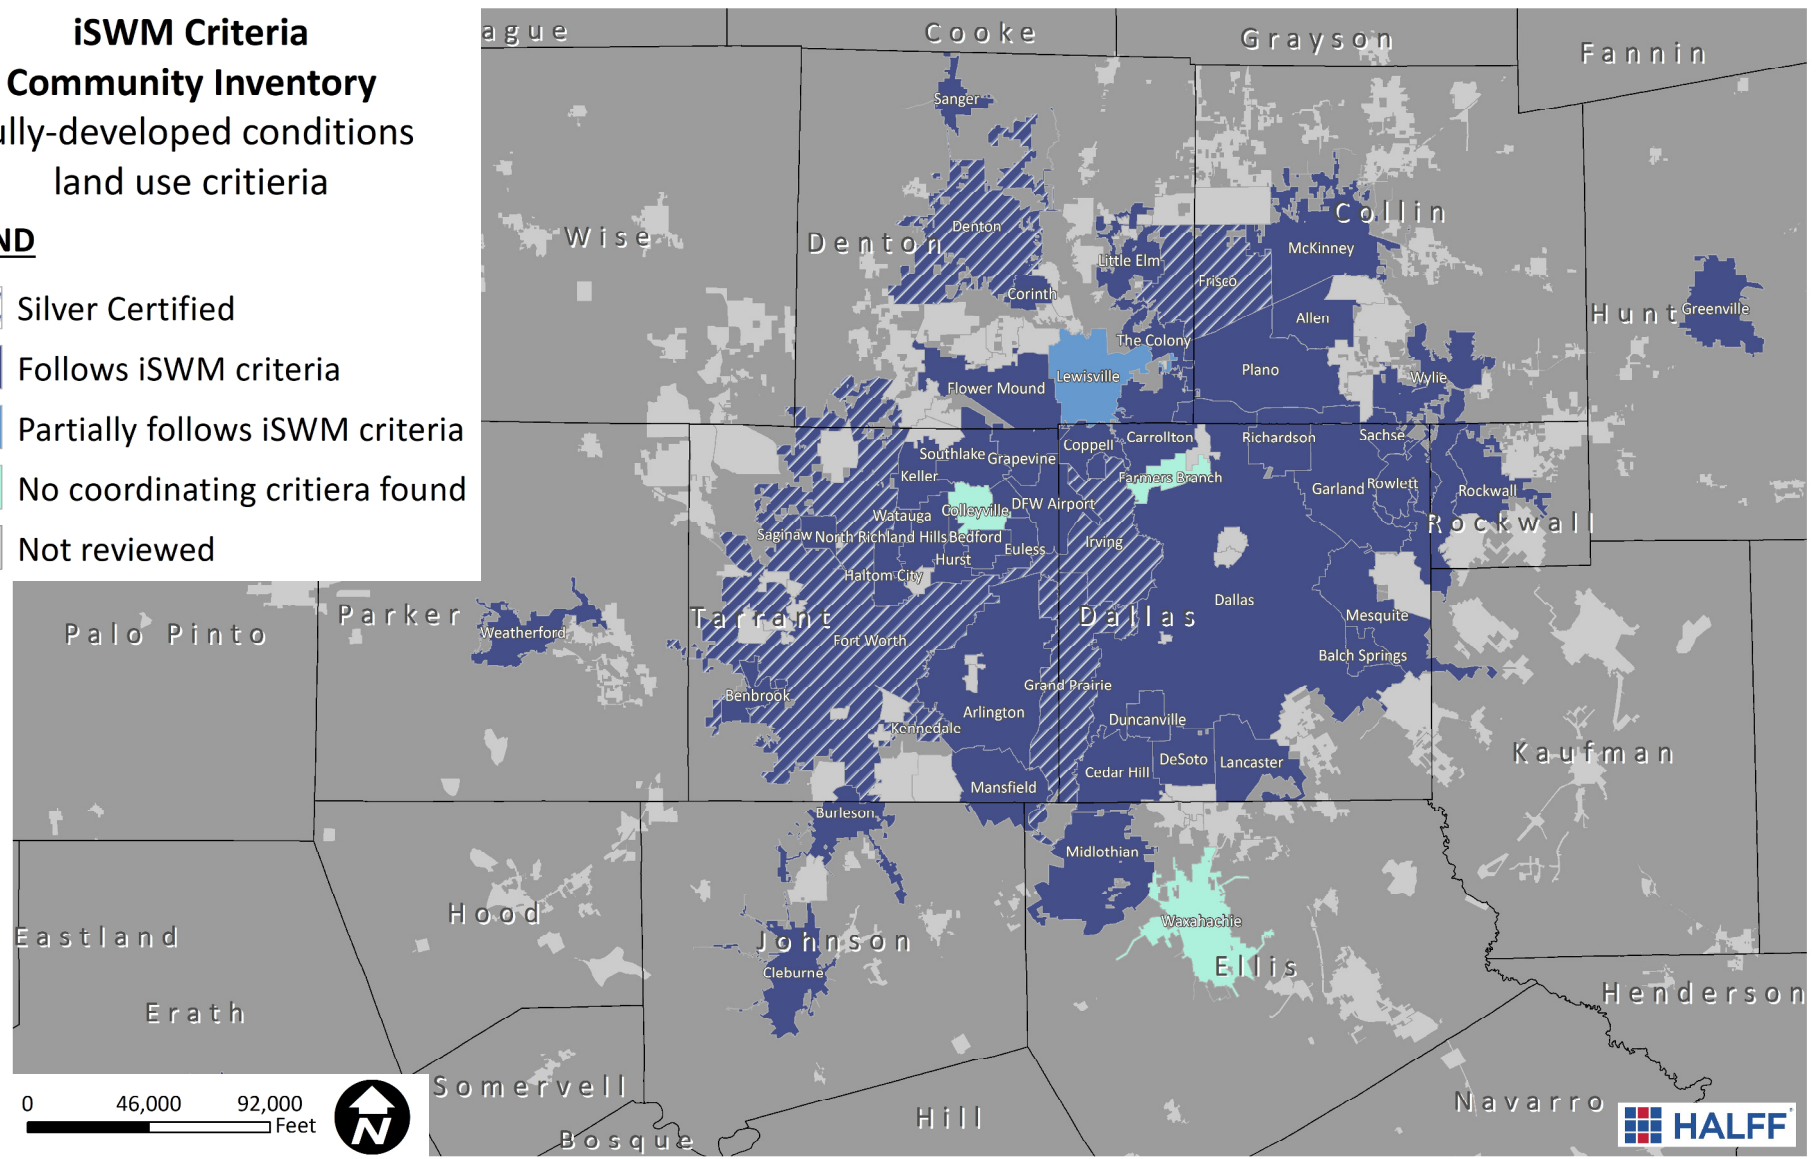 iSWM Criteria
Community Inventory
ully-developed conditions
land use critieria
ND
Silver Certified
Follows iSWM criteria
Partially follows iSWM criteria
No coordinating critiera found
Not reviewed
ague
Cooke
Grayson
Fannin
Sanger
Wise
Denton
Denton
Collin
McKinney
Little Elm
Frisco
Corinth
Hunt
Greenville
Allen
The Colony
Plano
Lewisville
Flower Mound
Wylie
Coppell
Carrollton
Richardson
Sachse
Southlake
Grapevine
Keller
Farmers Branch
Garland
Rowlett
Rockwall
Rockwall
Colleyville
DFW Airport
Watauga
Saginaw
North Richland Hills
Bedford
Irving
Euless
Hurst
Haltom City
Dallas
Dallas
Mesquite
Balch Springs
Parker
Palo Pinto
Weatherford
Tarrant
Fort Worth
Benbrook
Grand Prairie
Arlington
Kennedale
Duncanville
DeSoto
Lancaster
Cedar Hill
Mansfield
Kaufman
Burleson
Midlothian
Hood
Johnson
Cleburne
Waxahachie
Ellis
Eastland
Erath
Henderson
Somervell
Bosque
Hill
Navarro
0 46,000 92,000
Feet
N
HALFF